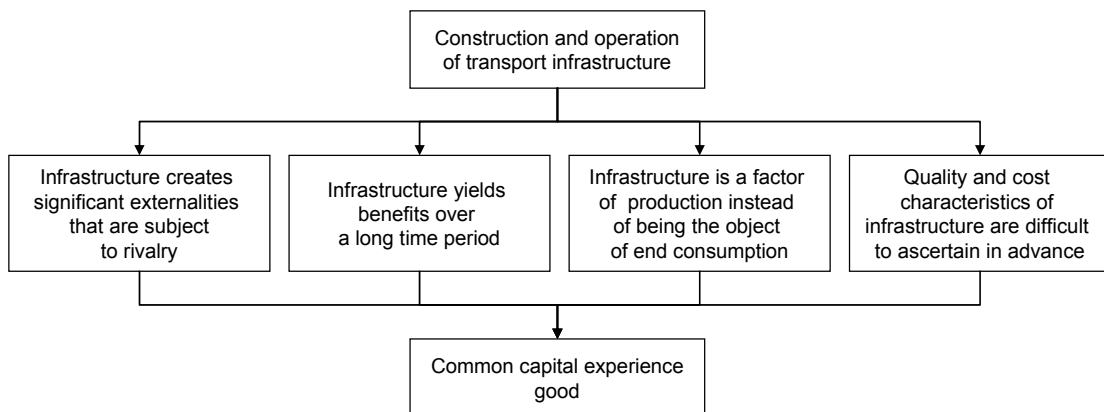 Construction and operation
of transport infrastructure
Infrastructure creates
significant externalities
that are subject
to rivalry
Infrastructure yields
benefits over
a long time period
Infrastructure is a factor
of production instead
of being the object
of end consumption
Quality and cost
characteristics of
infrastructure are difficult
to ascertain in advance
Common capital experience
good